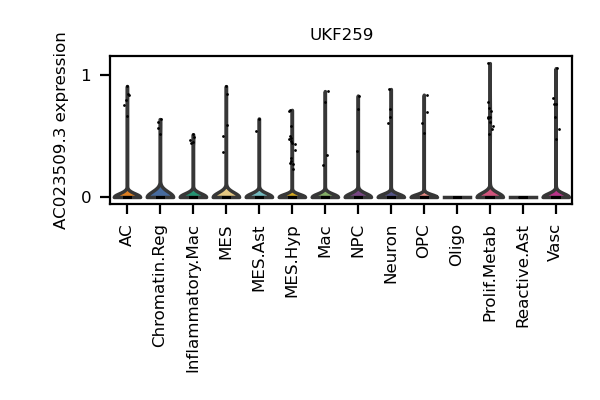 UKF259
AC023509.3 expression
1
0
AC
Chromatin.Reg
Inflammatory.Mac
MES
MES.Ast
MES.Hyp
Mac
NPC
Neuron
OPC
Oligo
Prolif.Metab
Reactive.Ast
Vasc